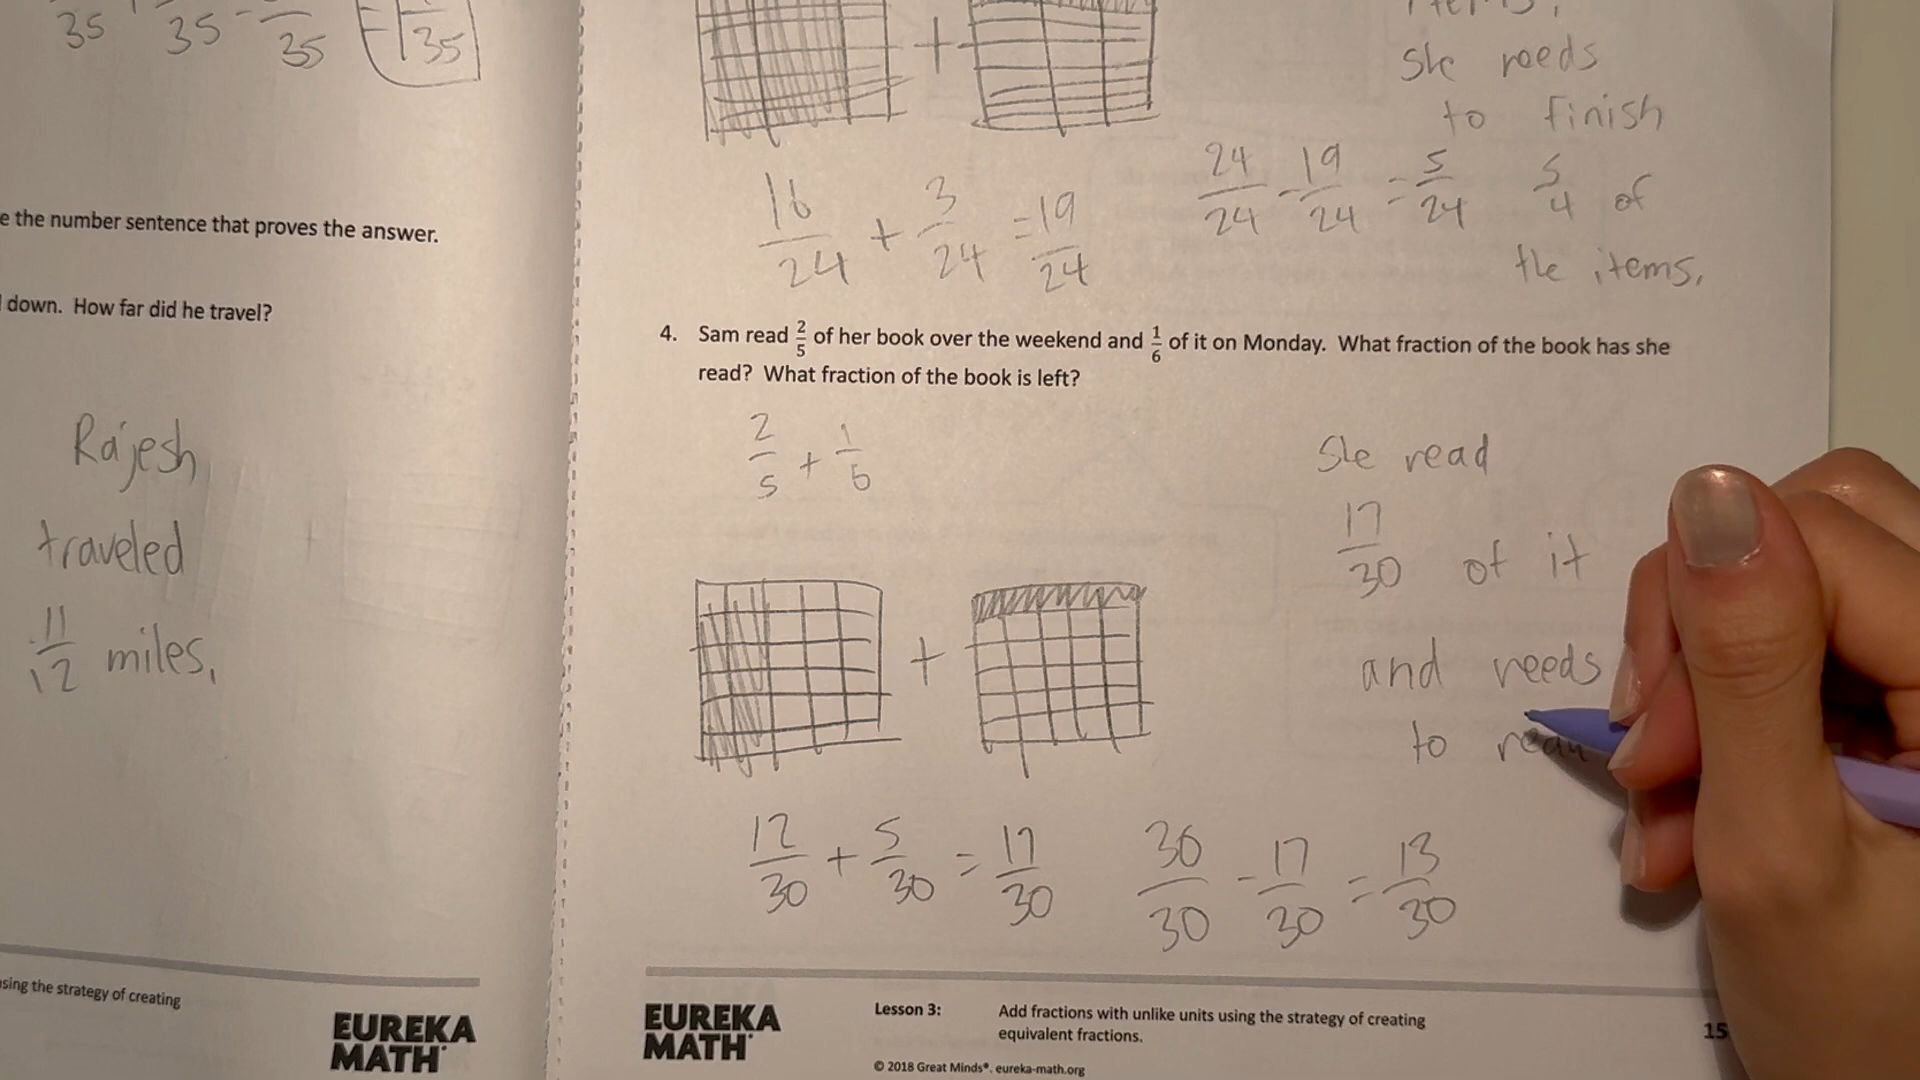 35 35 - 35 35
e the number sentence that proves the answer.
down. How far did he travel?
Rajesh
traveled
11/12 miles.
sing the strategy of creating
EUREKA
MATH
+
she needs
to finish
16/24 + 3/24 = 19/24
24/24 - 19/24 = 5/24
5/4 of
the items.
4. Sam read 2/5 of her book over the weekend and 1/6 of it on Monday. What fraction of the book has she
read? What fraction of the book is left?
2/5 + 1/6
+
She read
17/30 of it
and needs
to
12/30 + 5/30 = 17/30
30/30 - 17/30 = 13/30
EUREKA
MATH
Lesson 3: Add fractions with unlike units using the strategy of creating
equivalent fractions.
© 2018 Great Minds®. eureka-math.org
15